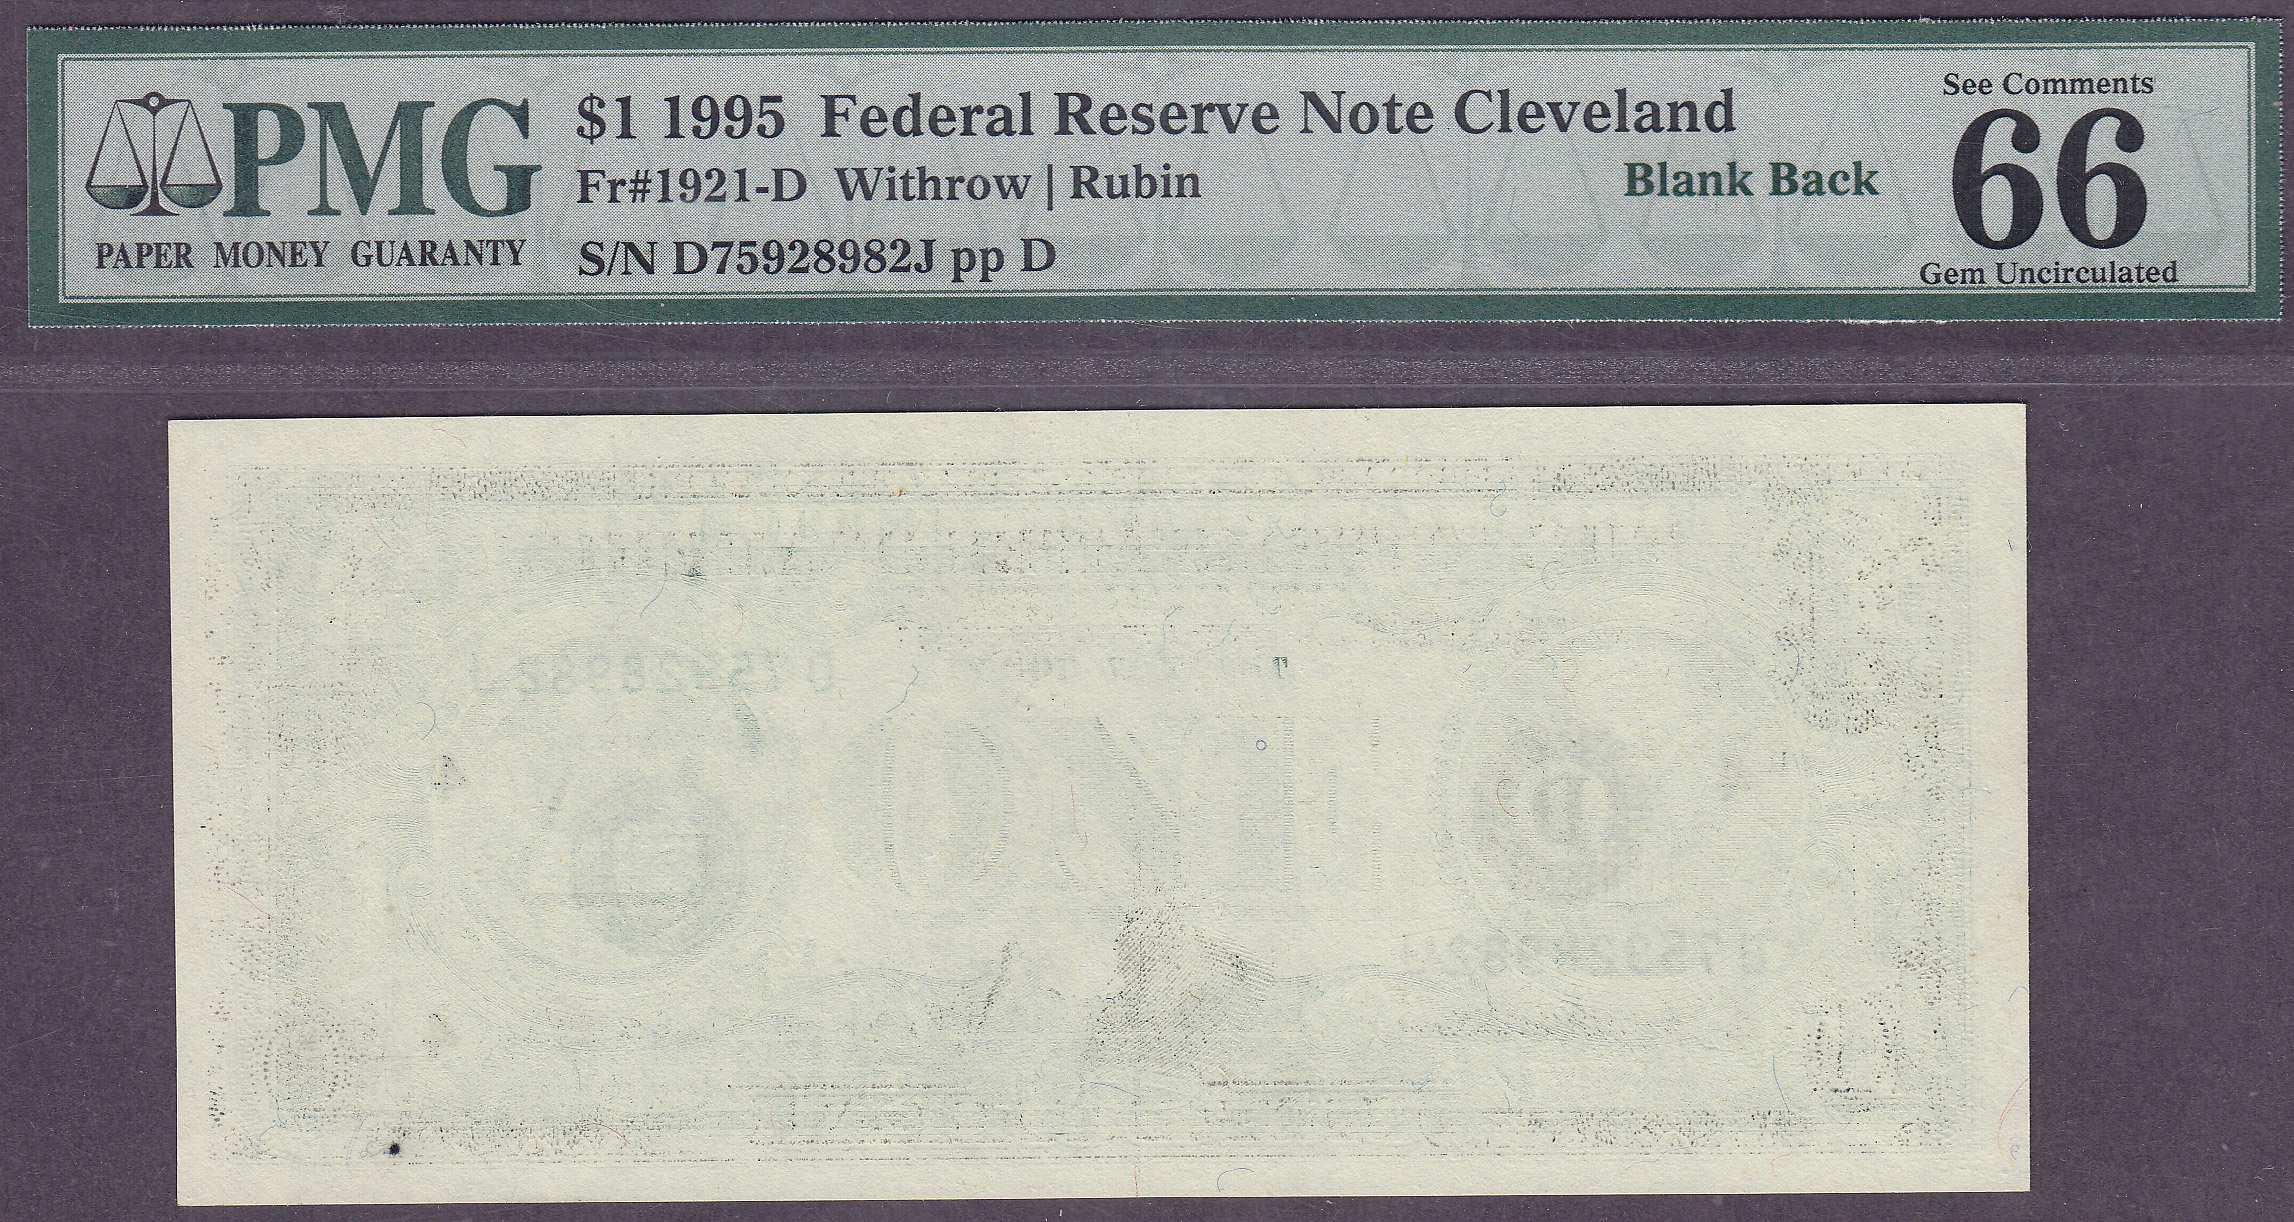 PMG
PAPER MONEY GUARANTY
$1 1995 Federal Reserve Note Cleveland
Fr#1921-D Withrow | Rubin
Blank Back
S/N D75928982J pp D
See Comments
66
Gem Uncirculated